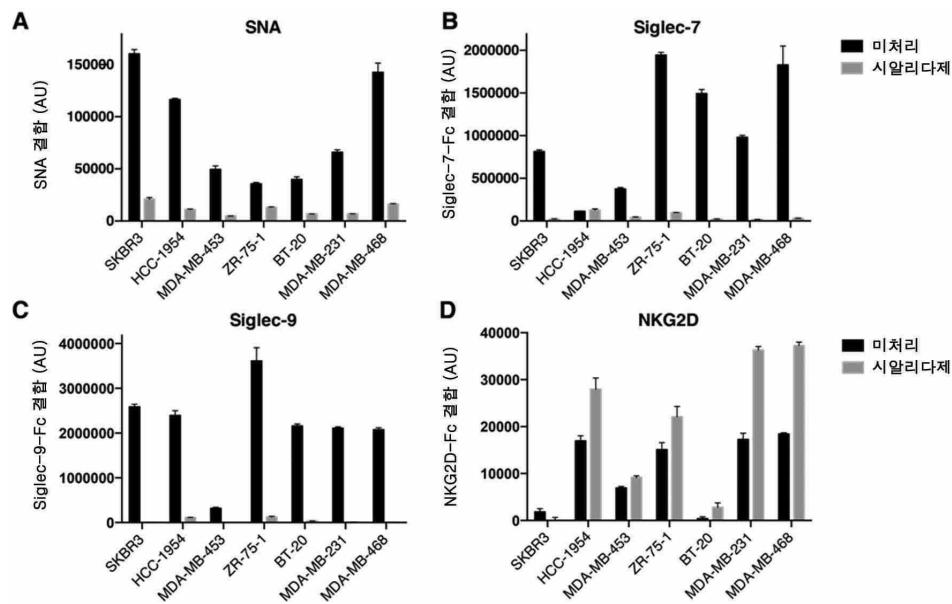 A
SNA
SNA 결합 (AU)
150000
100000
50000
0
SKBR3
HCC-1954
MDA-MB-453
ZR-75-1
BT-20
MDA-MB-231
MDA-MB-468
B
Siglec-7
Siglec-7-Fc 결합 (AU)
2000000
1500000
1000000
500000
0
SKBR3
HCC-1954
MDA-MB-453
ZR-75-1
BT-20
MDA-MB-231
MDA-MB-468
미처리
시알리다제
C
Siglec-9
Siglec-9-Fc 결합 (AU)
4000000
3000000
2000000
1000000
0
SKBR3
HCC-1954
MDA-MB-453
ZR-75-1
BT-20
MDA-MB-231
MDA-MB-468
D
NKG2D
NKG2D-Fc 결합 (AU)
40000
30000
20000
10000
0
SKBR3
HCC-1954
MDA-MB-453
ZR-75-1
BT-20
MDA-MB-231
MDA-MB-468
미처리
시알리다제